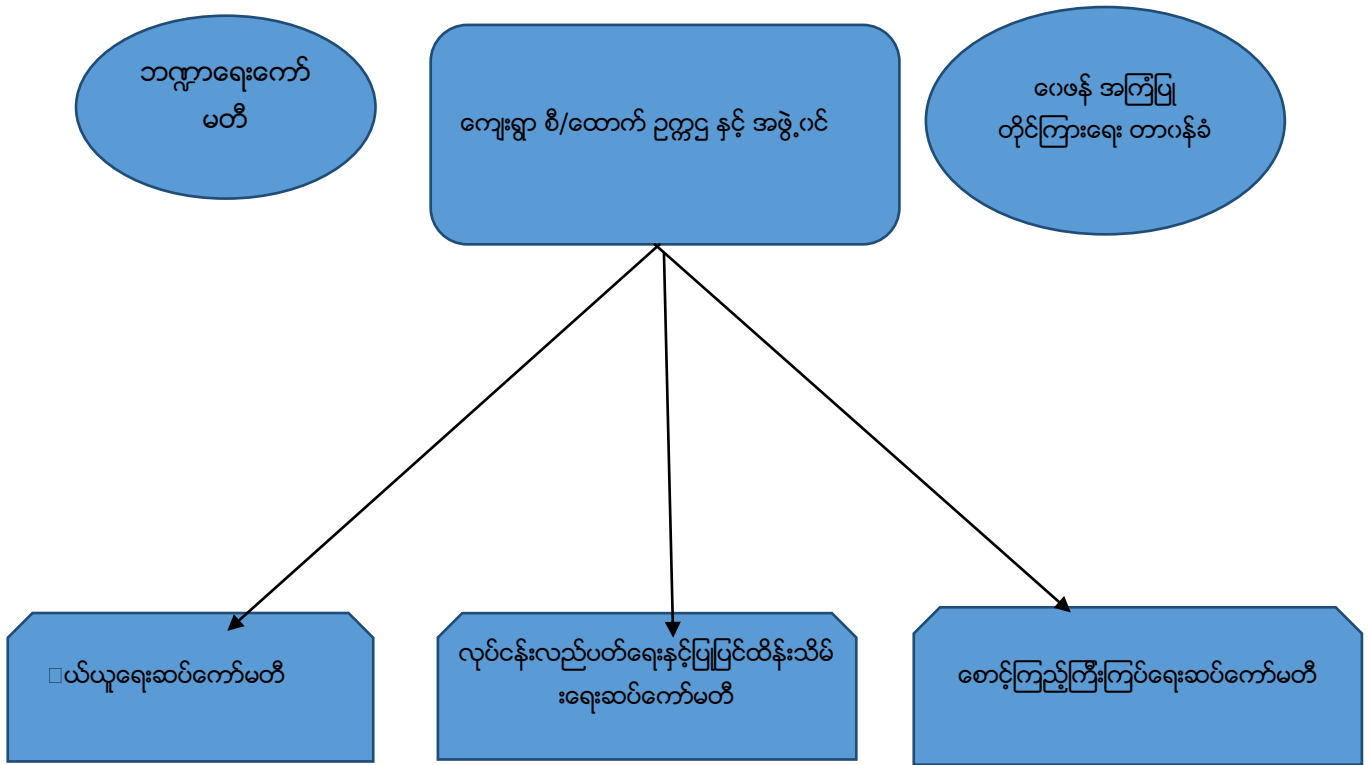 ဘဏ္ဍာရေးကော်
မတီ
ကျေးရွာ စီ/ထောက် ဥက္ကဌ နှင့် အဖွဲ့ဝင်
ဝေဖန် အကြံပြု
တိုင်ကြားရေး တာဝန်ခံ
ယ်ယူရေးဆပ်ကော်မတီ
လုပ်ငန်းလည်ပတ်ရေးနှင့်ပြုပြင်ထိန်းသိမ်
းရေးဆပ်ကော်မတီ
စောင့်ကြည့်ကြီးကြပ်ရေးဆပ်ကော်မတီ